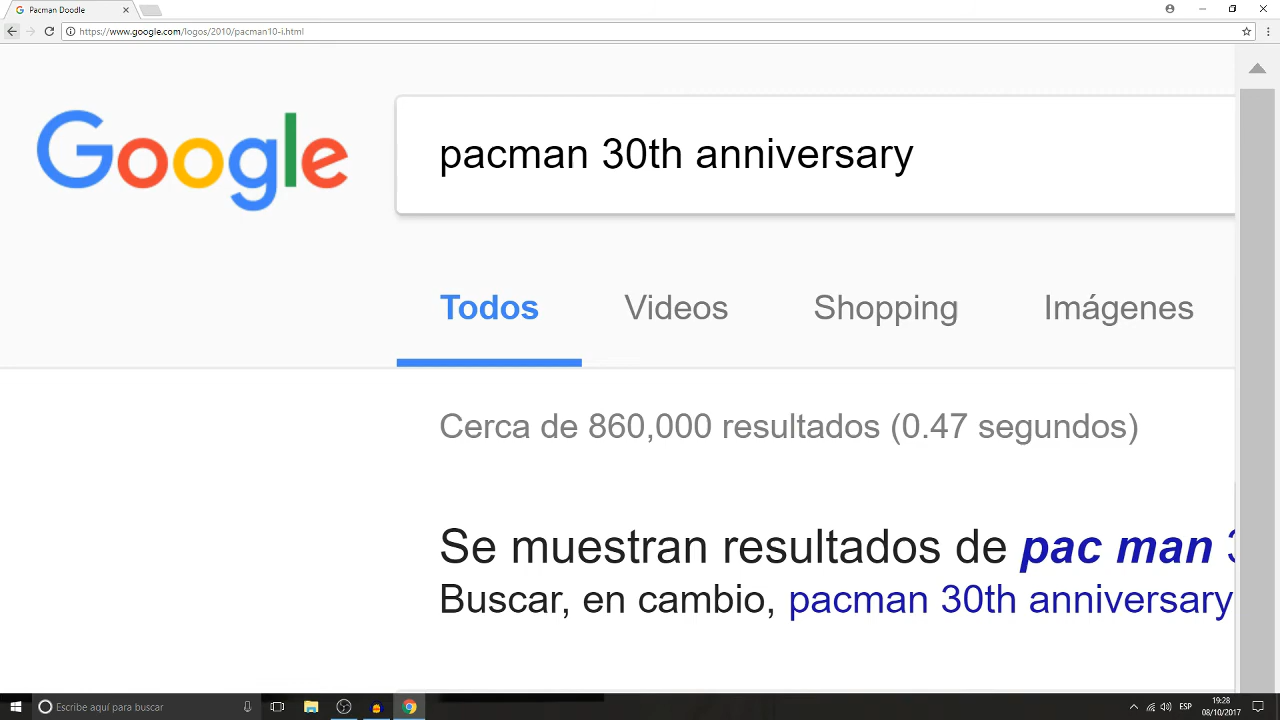 Pacman Doodle
https://www.google.com/logos/2010/pacman10-i.html
Google
pacman 30th anniversary
Todos Videos Shopping Imágenes
Cerca de 860,000 resultados (0.47 segundos)
Se muestran resultados de pac man
Buscar, en cambio, pacman 30th anniversary
Escribe aquí para buscar
ESP
19:28
08/10/2017